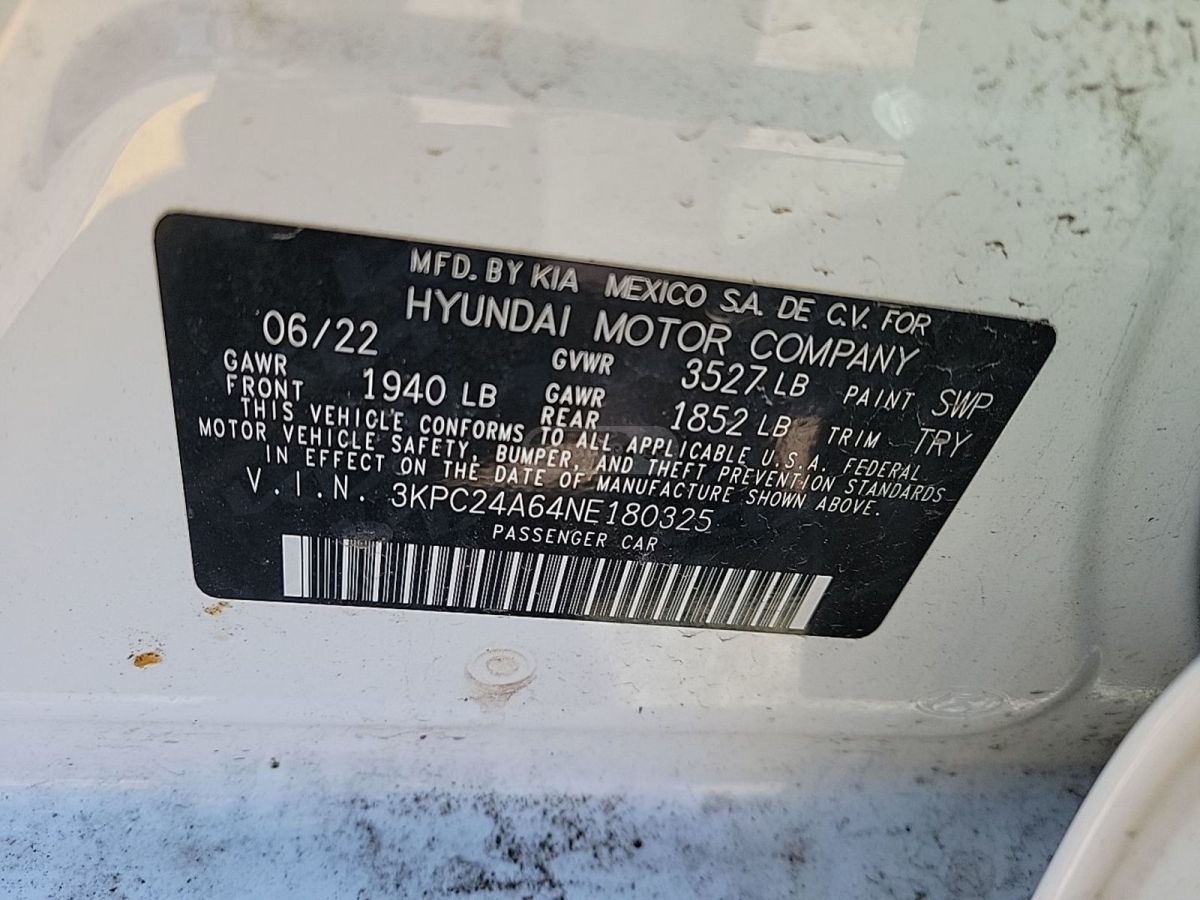 MFD. BY KIA MEXICO S.A. DE C.V. FOR
HYUNDAI MOTOR COMPANY
06/22 GVWR 3527 LB PAINT SWP
GAWR FRONT 1940 LB GAWR REAR 1852 LB TRIM TRY
THIS VEHICLE CONFORMS TO ALL APPLICABLE U.S.A. FEDERAL
MOTOR VEHICLE SAFETY, BUMPER, AND THEFT PREVENTION STANDARDS
IN EFFECT ON THE DATE OF MANUFACTURE SHOWN ABOVE.
V.I.N. 3KPC24A64NE180325
PASSENGER CAR